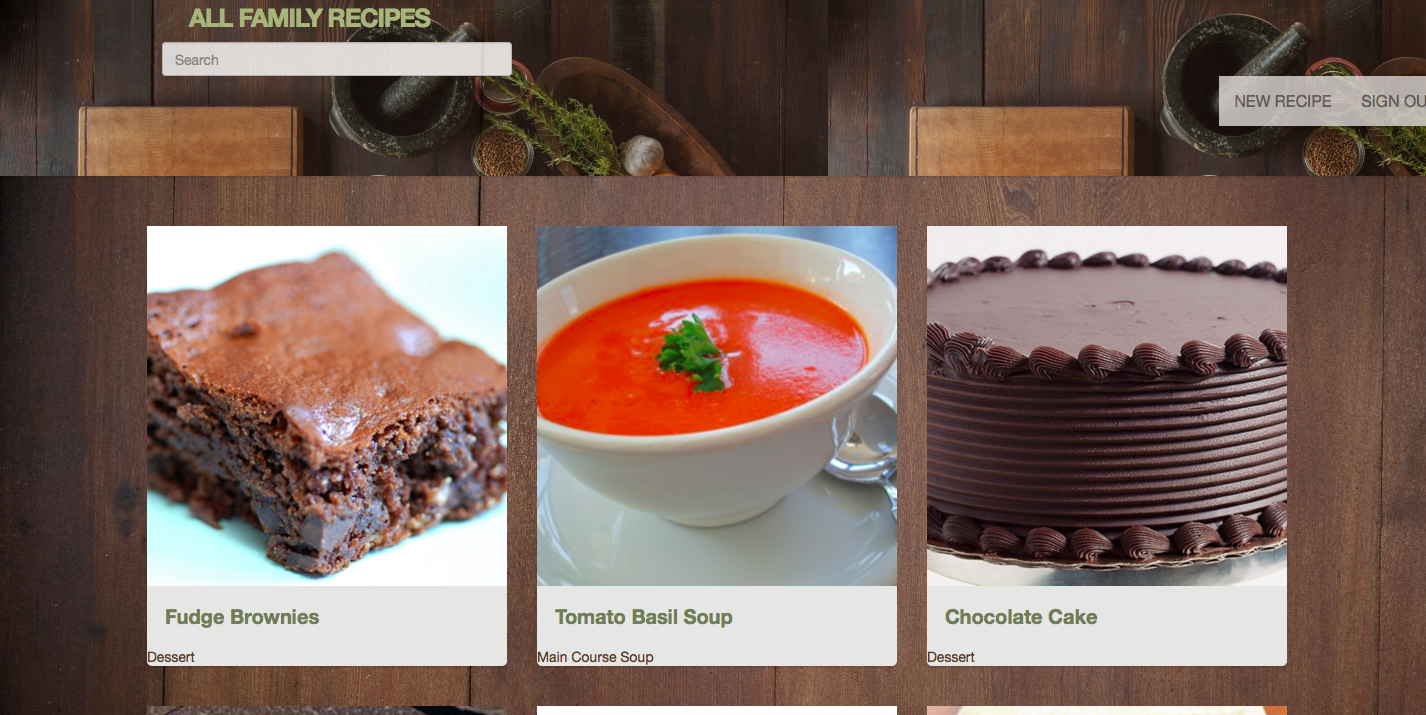 ALL FAMILY RECIPES
Search
NEW RECIPE SIGN OU
Fudge Brownies
Tomato Basil Soup
Chocolate Cake
Dessert
Main Course Soup
Dessert